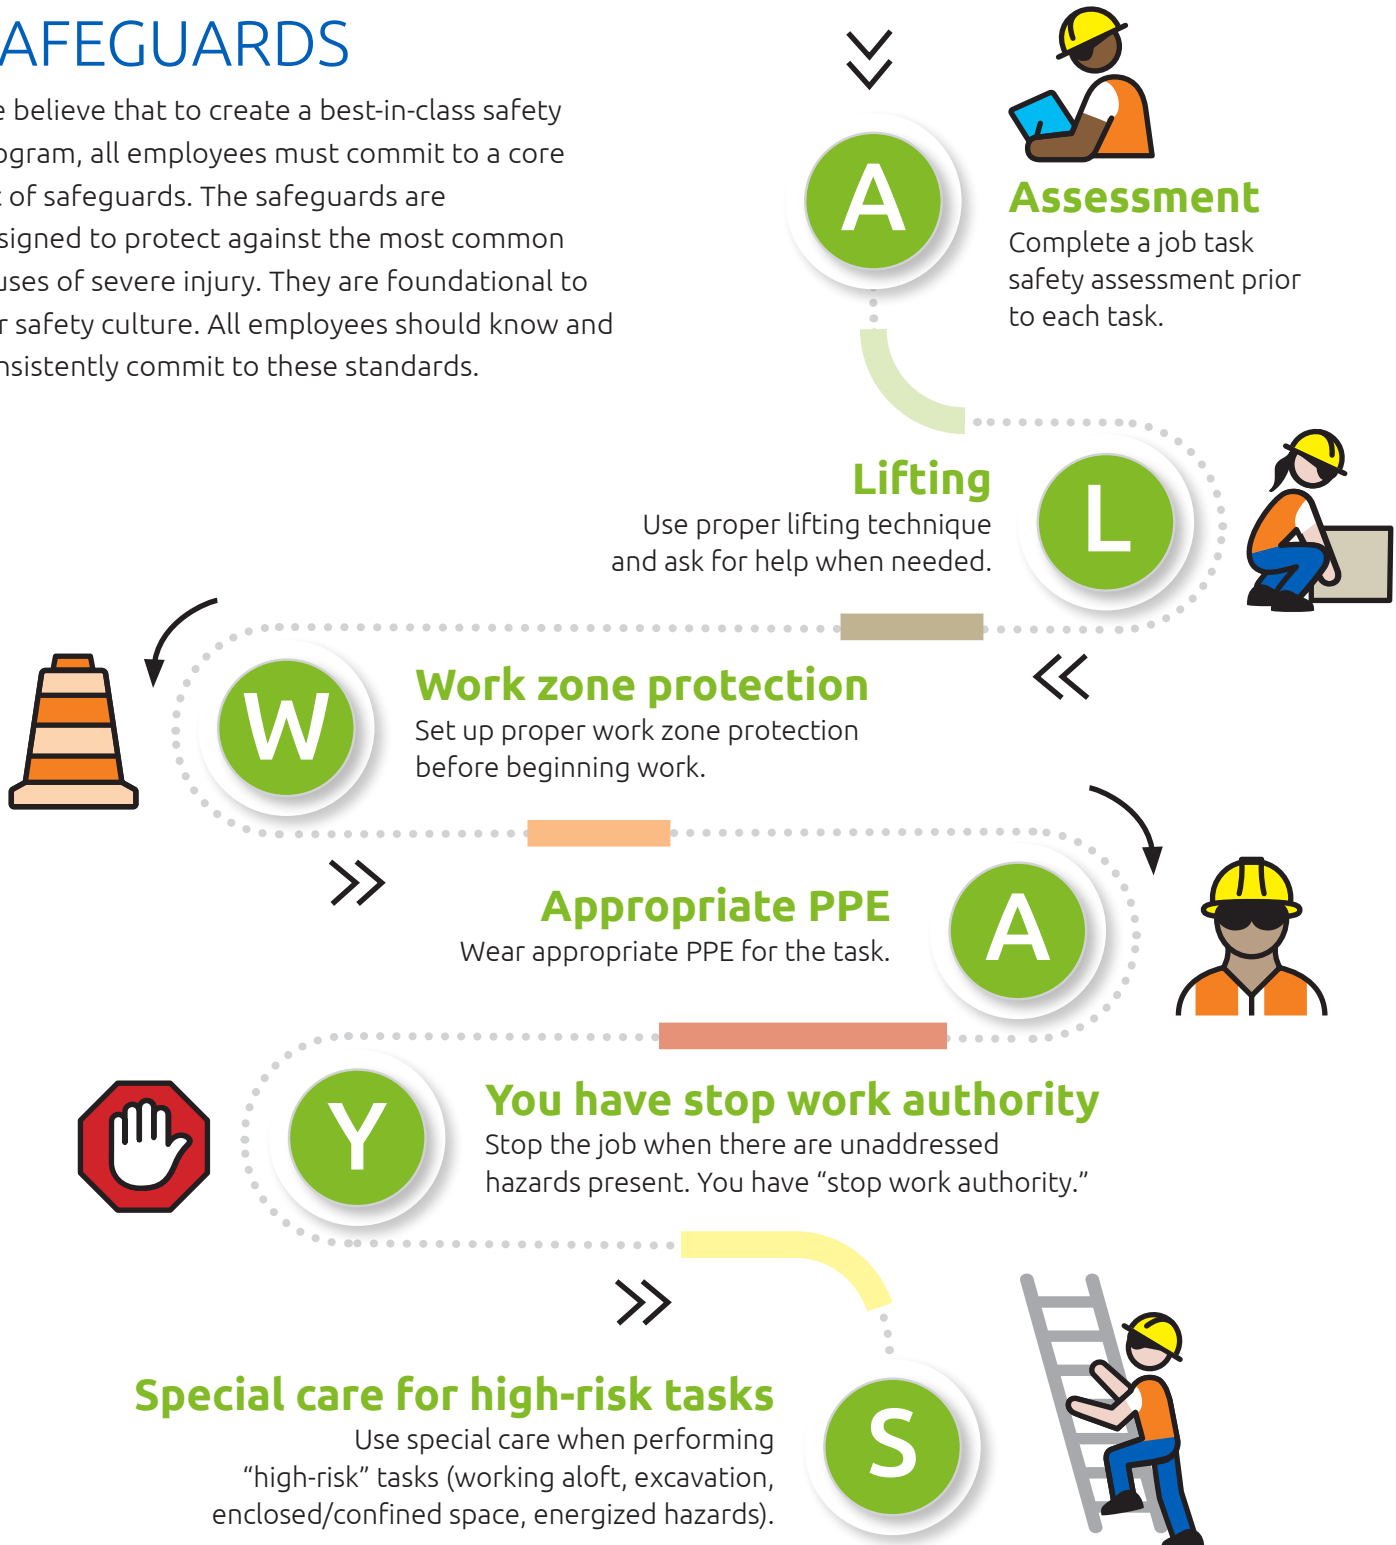 AFEGUARDS
e believe that to create a best-in-class safety
ogram, all employees must commit to a core
t of safeguards. The safeguards are
signed to protect against the most common
uses of severe injury. They are foundational to
r safety culture. All employees should know and
nsistently commit to these standards.
A
Assessment
Complete a job task
safety assessment prior
to each task.
Lifting
Use proper lifting technique
and ask for help when needed.
L
W
Work zone protection
Set up proper work zone protection
before beginning work.
Appropriate PPE
Wear appropriate PPE for the task.
A
Y
You have stop work authority
Stop the job when there are unaddressed
hazards present. You have “stop work authority.”
Special care for high-risk tasks
Use special care when performing
“high-risk” tasks (working aloft, excavation,
enclosed/confined space, energized hazards).
S